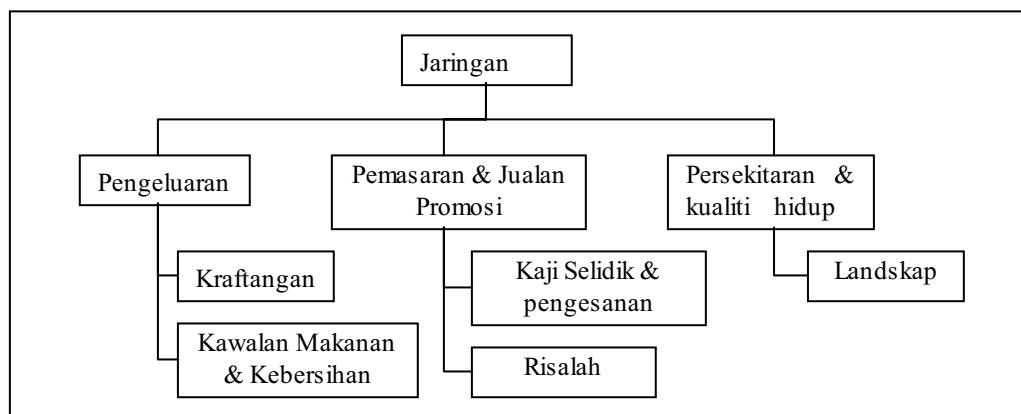 Jaringan
Pengeluaran
Pemasaran & Jualan
Promosi
Persekitaran &
kualiti hidup
Kraftangan
Kawalan Makanan
& Kebersihan
Kaji Selidik &
pengesanan
Risalah
Landskap